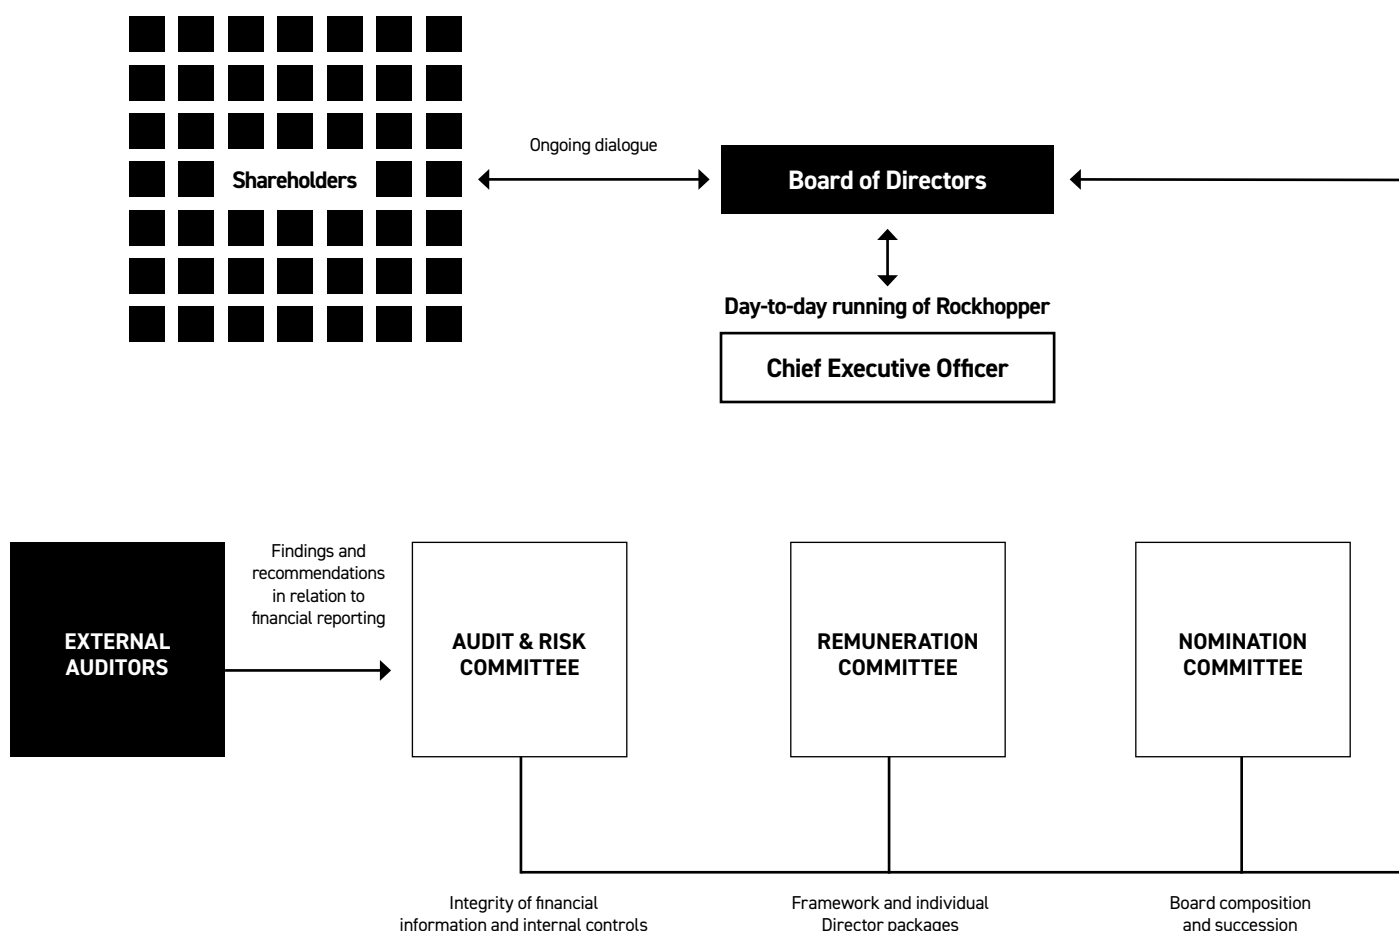 Ongoing dialogue
Shareholders
Board of Directors
Day-to-day running of Rockhopper
Chief Executive Officer
Findings and
recommendations
in relation to
financial reporting
EXTERNAL
AUDITORS
AUDIT & RISK
COMMITTEE
REMUNERATION
COMMITTEE
NOMINATION
COMMITTEE
Integrity of financial
information and internal controls
Framework and individual
Director packages
Board composition
and succession